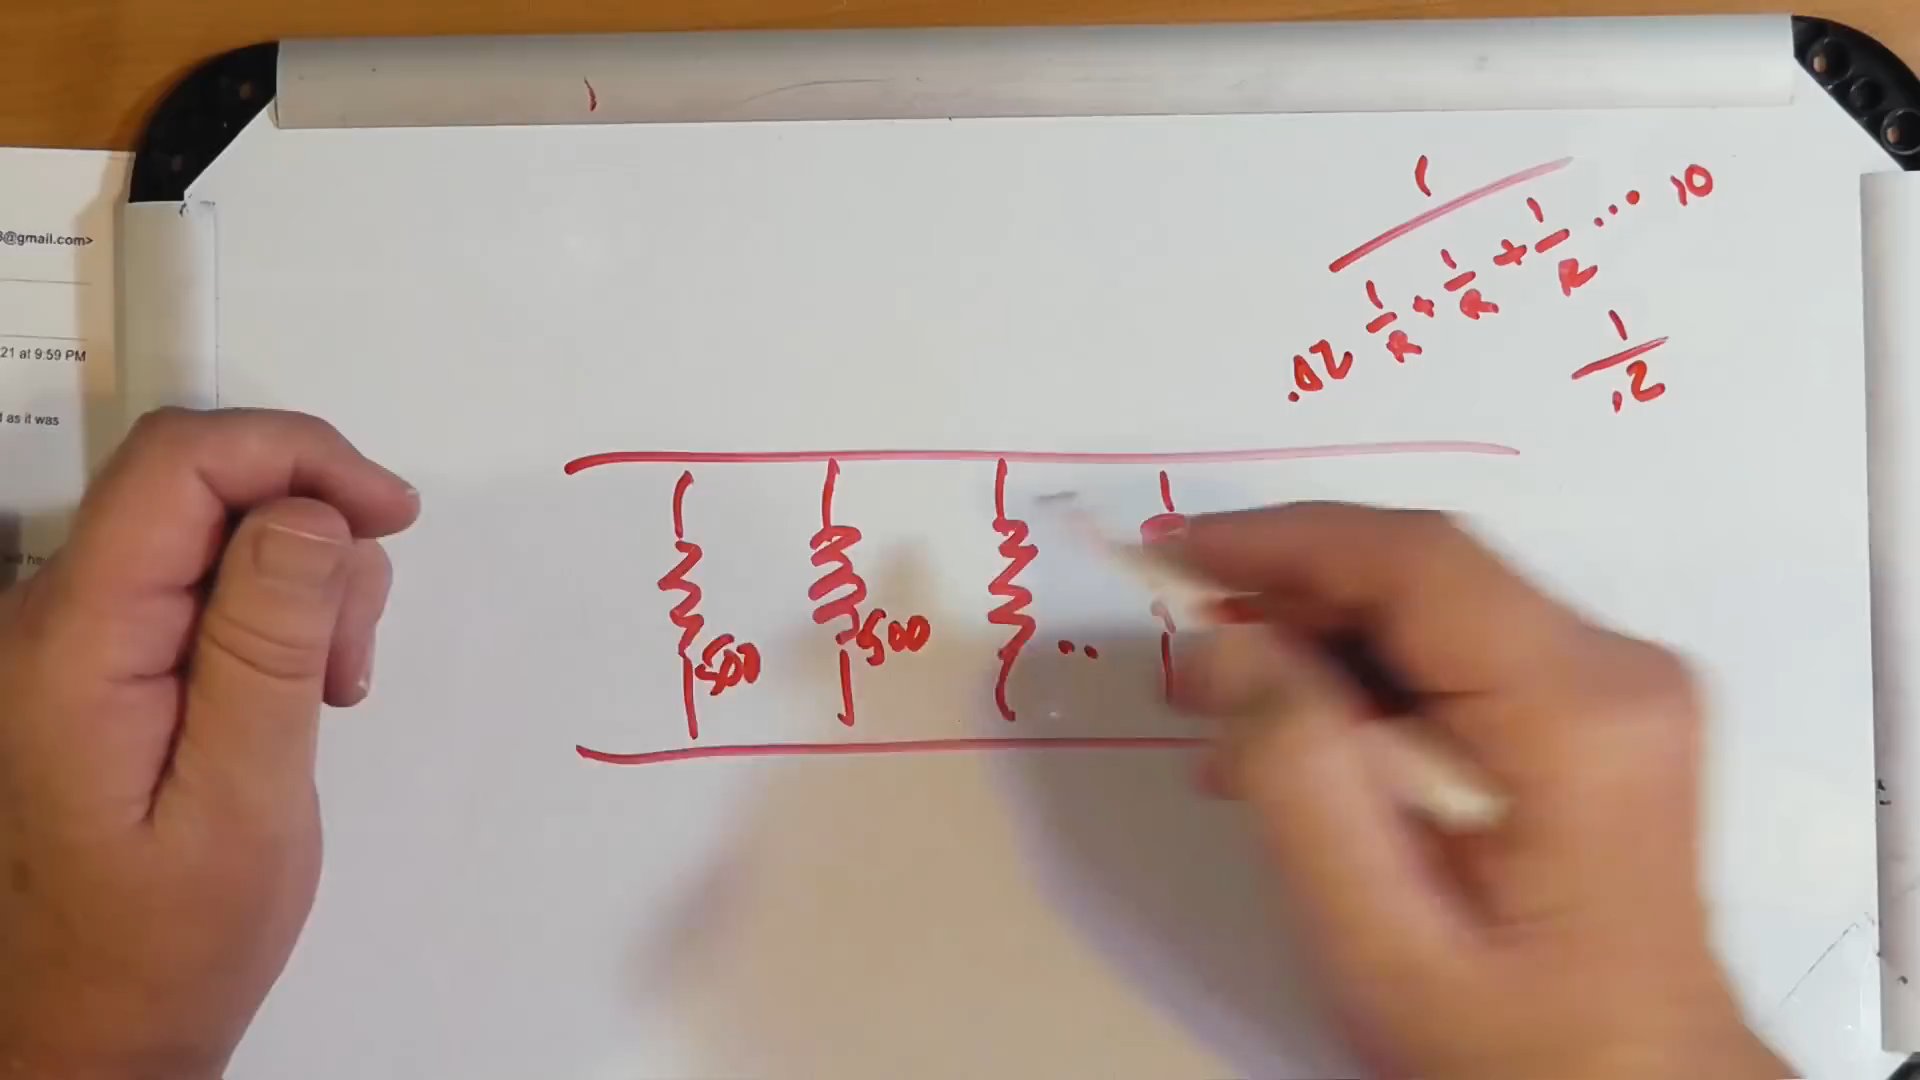 8@gmail.com>
21 at 9:59 PM
as it was
1
1/R + 1/R + 1/R ... 10
.02
1/.2
500
500
..